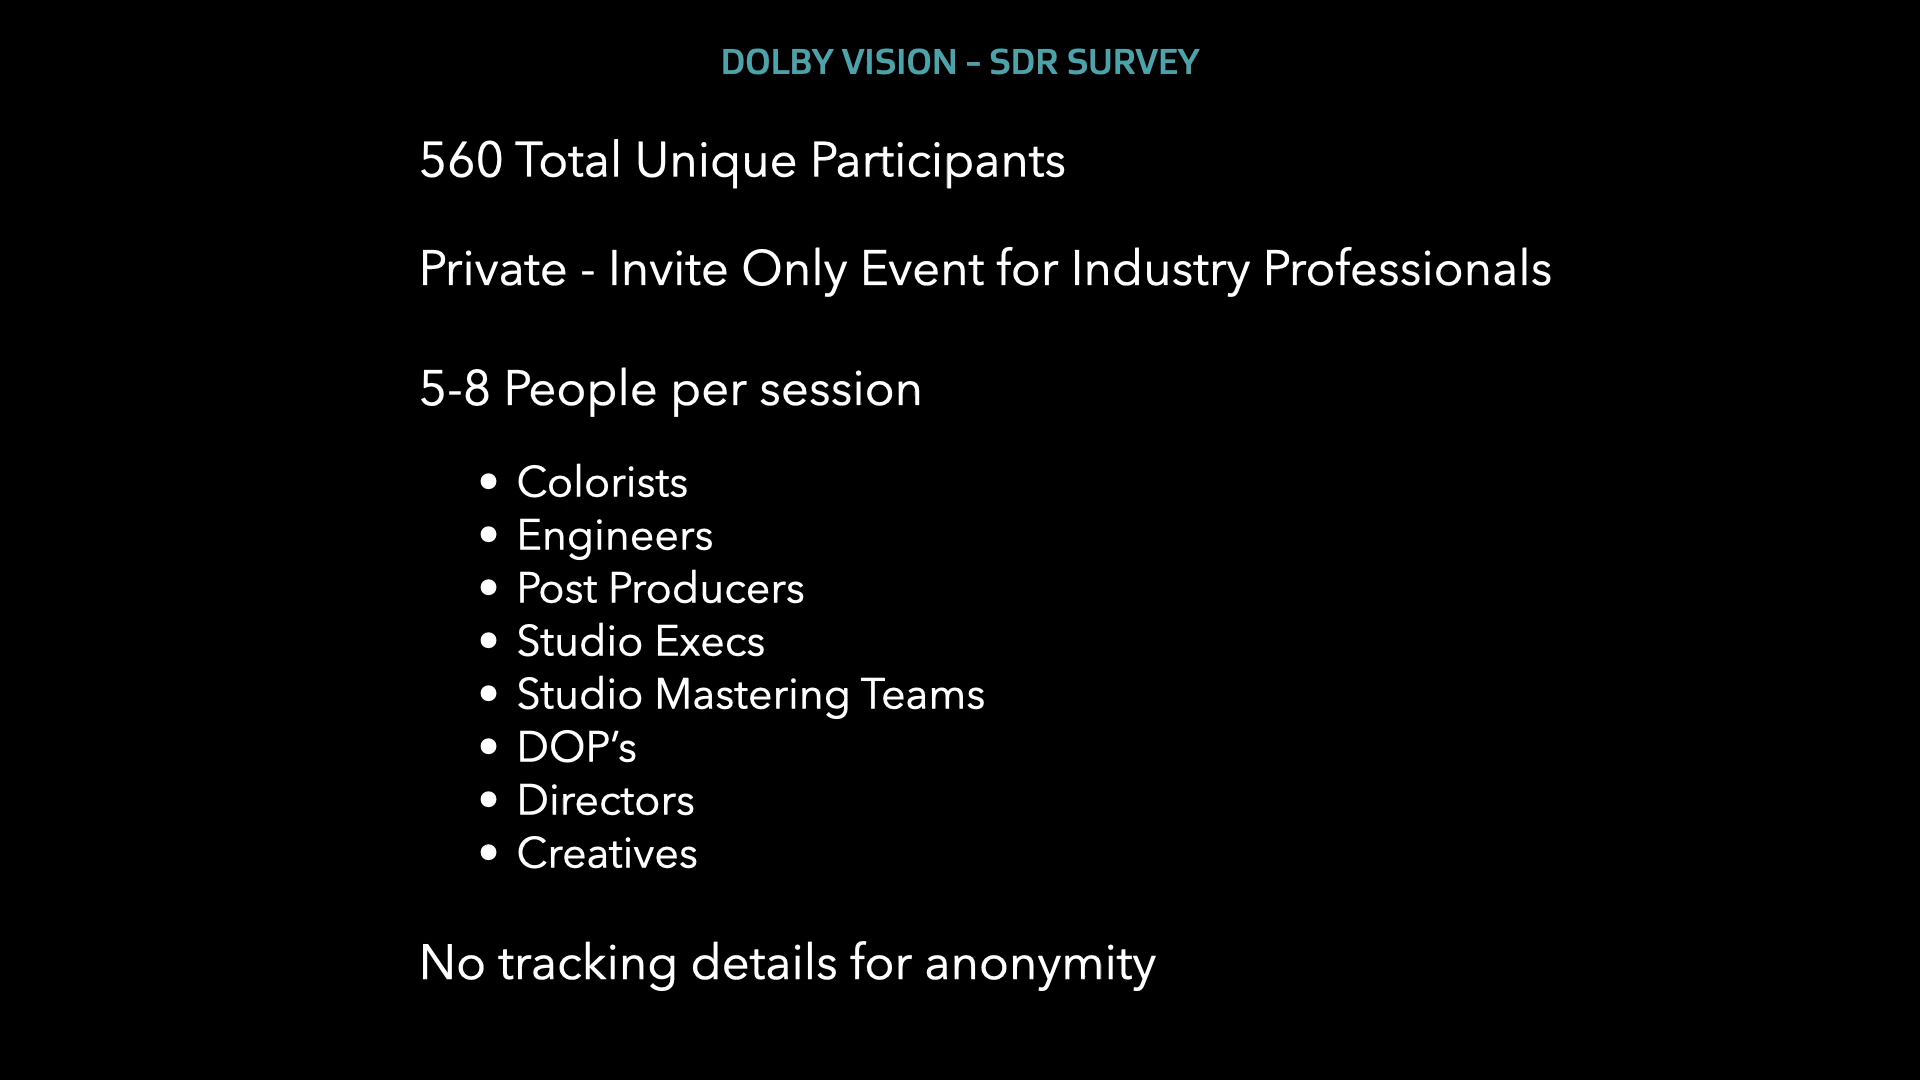 DOLBY VISION – SDR SURVEY
560 Total Unique Participants
Private - Invite Only Event for Industry Professionals
5-8 People per session
• Colorists
• Engineers
• Post Producers
• Studio Execs
• Studio Mastering Teams
• DOP’s
• Directors
• Creatives
No tracking details for anonymity